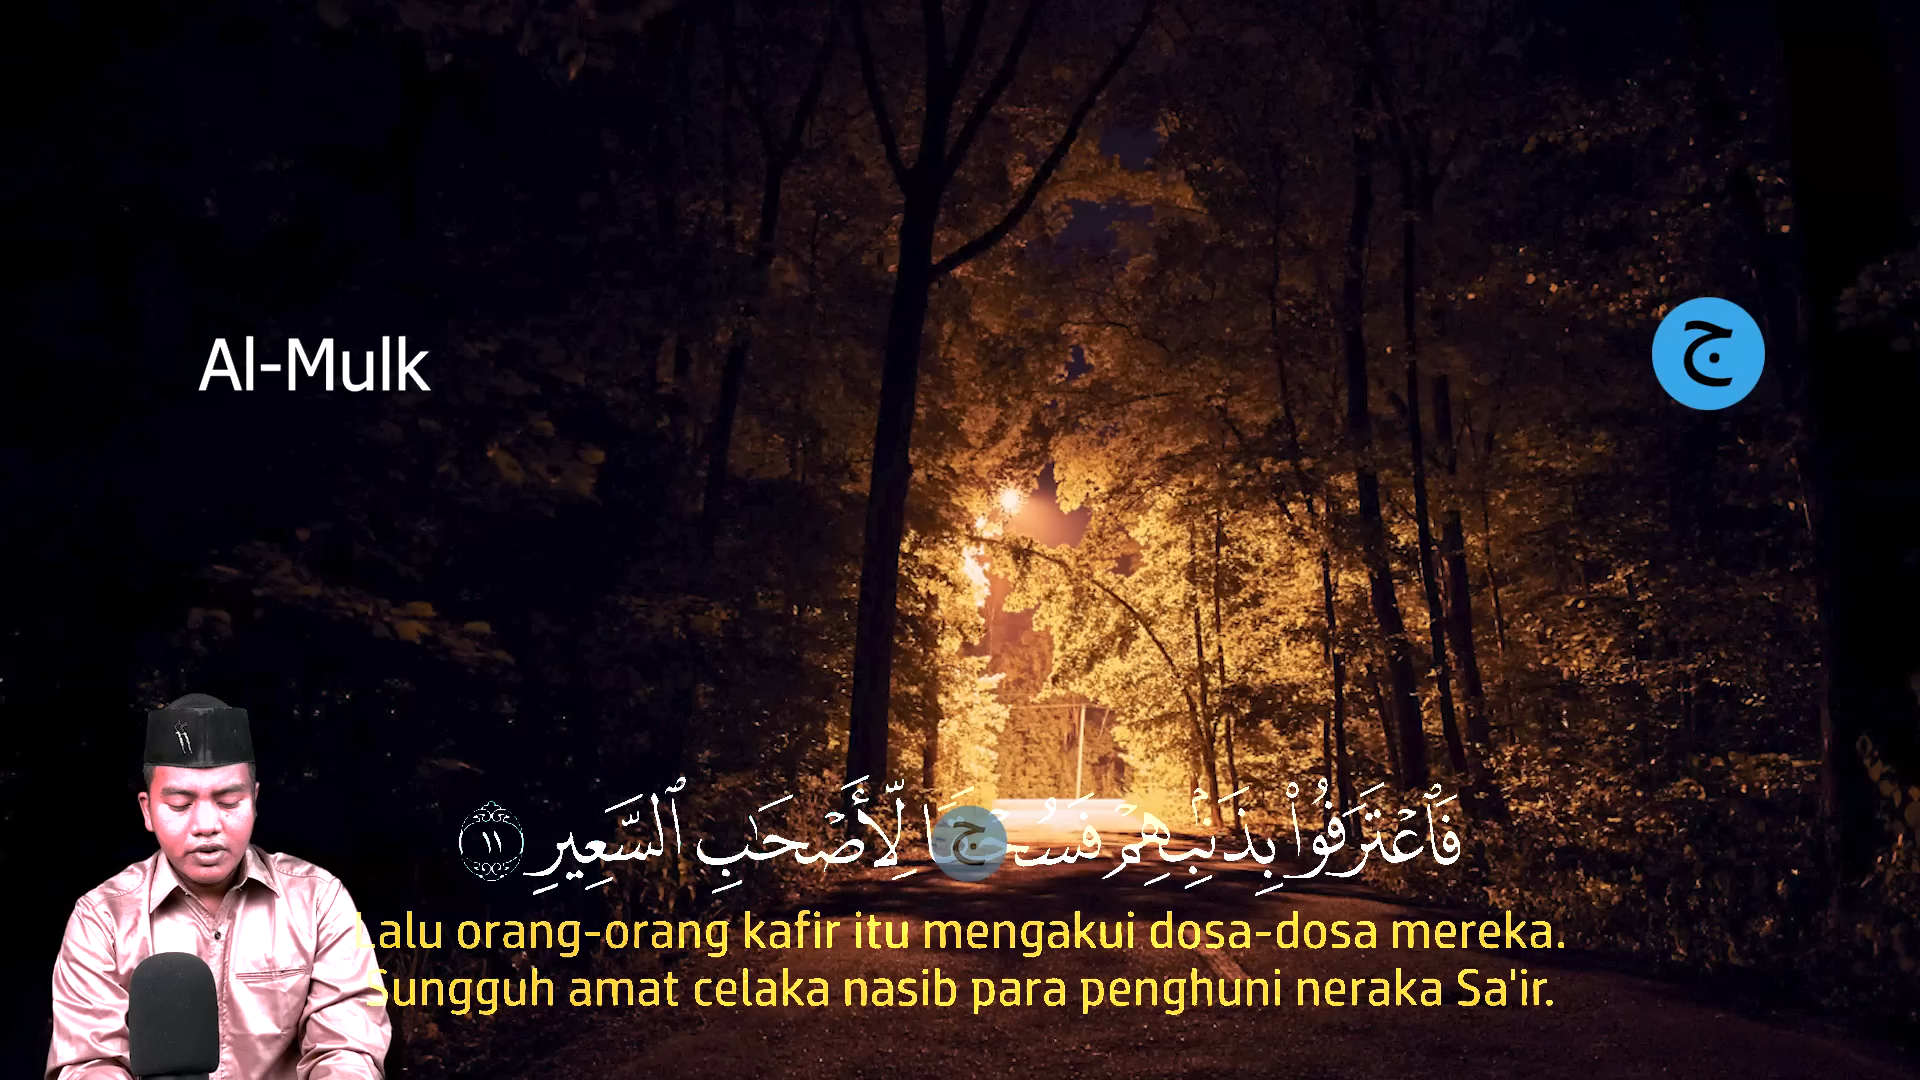 Al-Mulk
ج
فَٱعۡتَرَفُواْ بِذَنۢبِهِمۡ فَسُحۡقٗا لِّأَصۡحَٰبِ ٱلسَّعِيرِ ١١
ج
Lalu orang-orang kafir itu mengakui dosa-dosa mereka.
Sungguh amat celaka nasib para penghuni neraka Sa'ir.